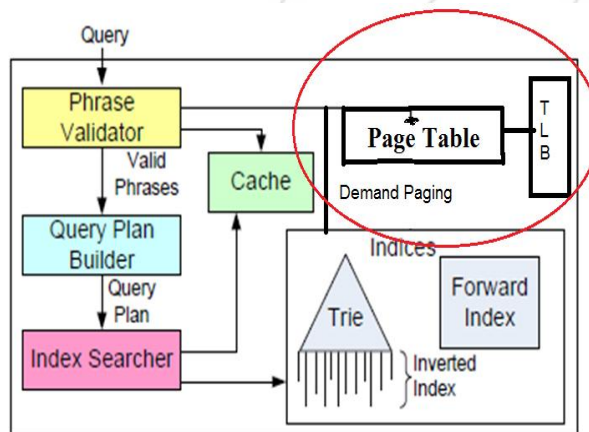 Query
Phrase
Validator
Valid
Phrases
Cache
Query Plan
Builder
Query
Plan
Index Searcher
Page Table
T
L
B
Demand Paging
Indices
Trie
Forward
Index
Inverted
Index